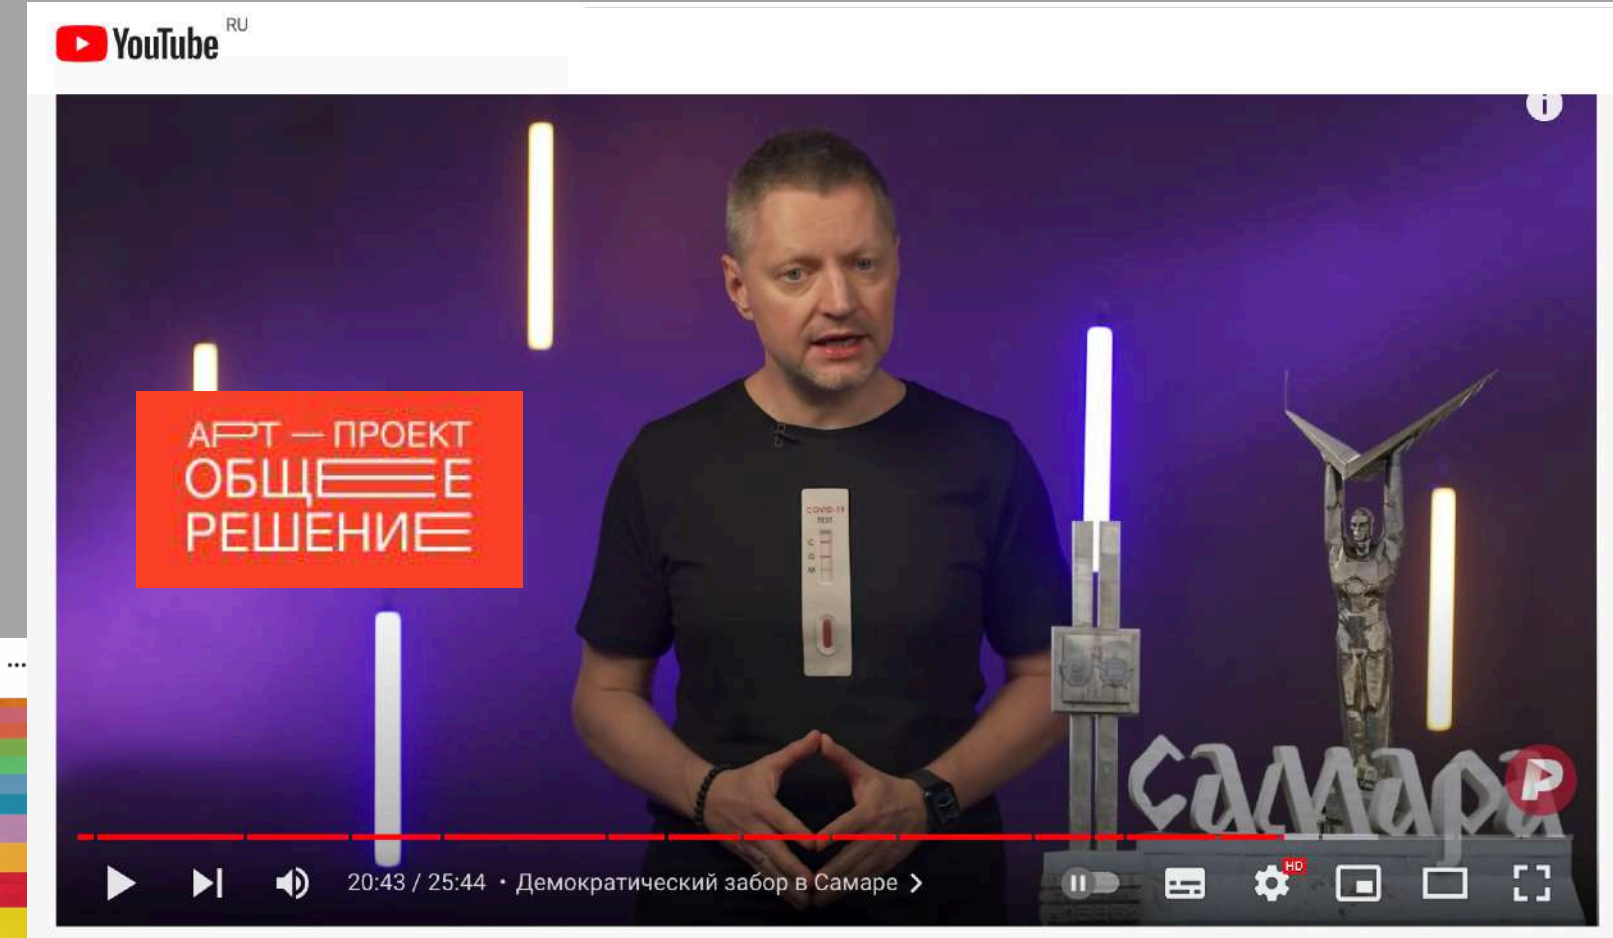 YouTube RU
АРТ — ПРОЕКТ
ОБЩЕЕ
РЕШЕНИЕ
COVID-19
TEST
C
G
M
самара
P
20:43 / 25:44 • Демократический забор в Самаре
HD